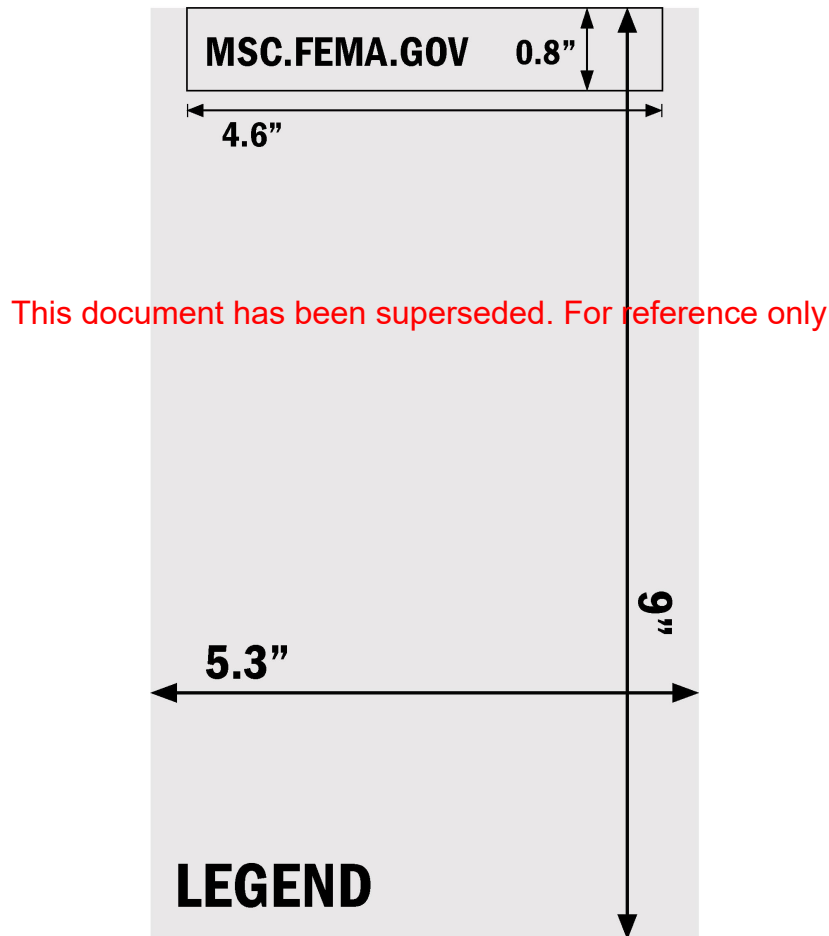 MSC.FEMA.GOV 0.8”
4.6”
This document has been superseded. For reference only
9”
5.3”
LEGEND